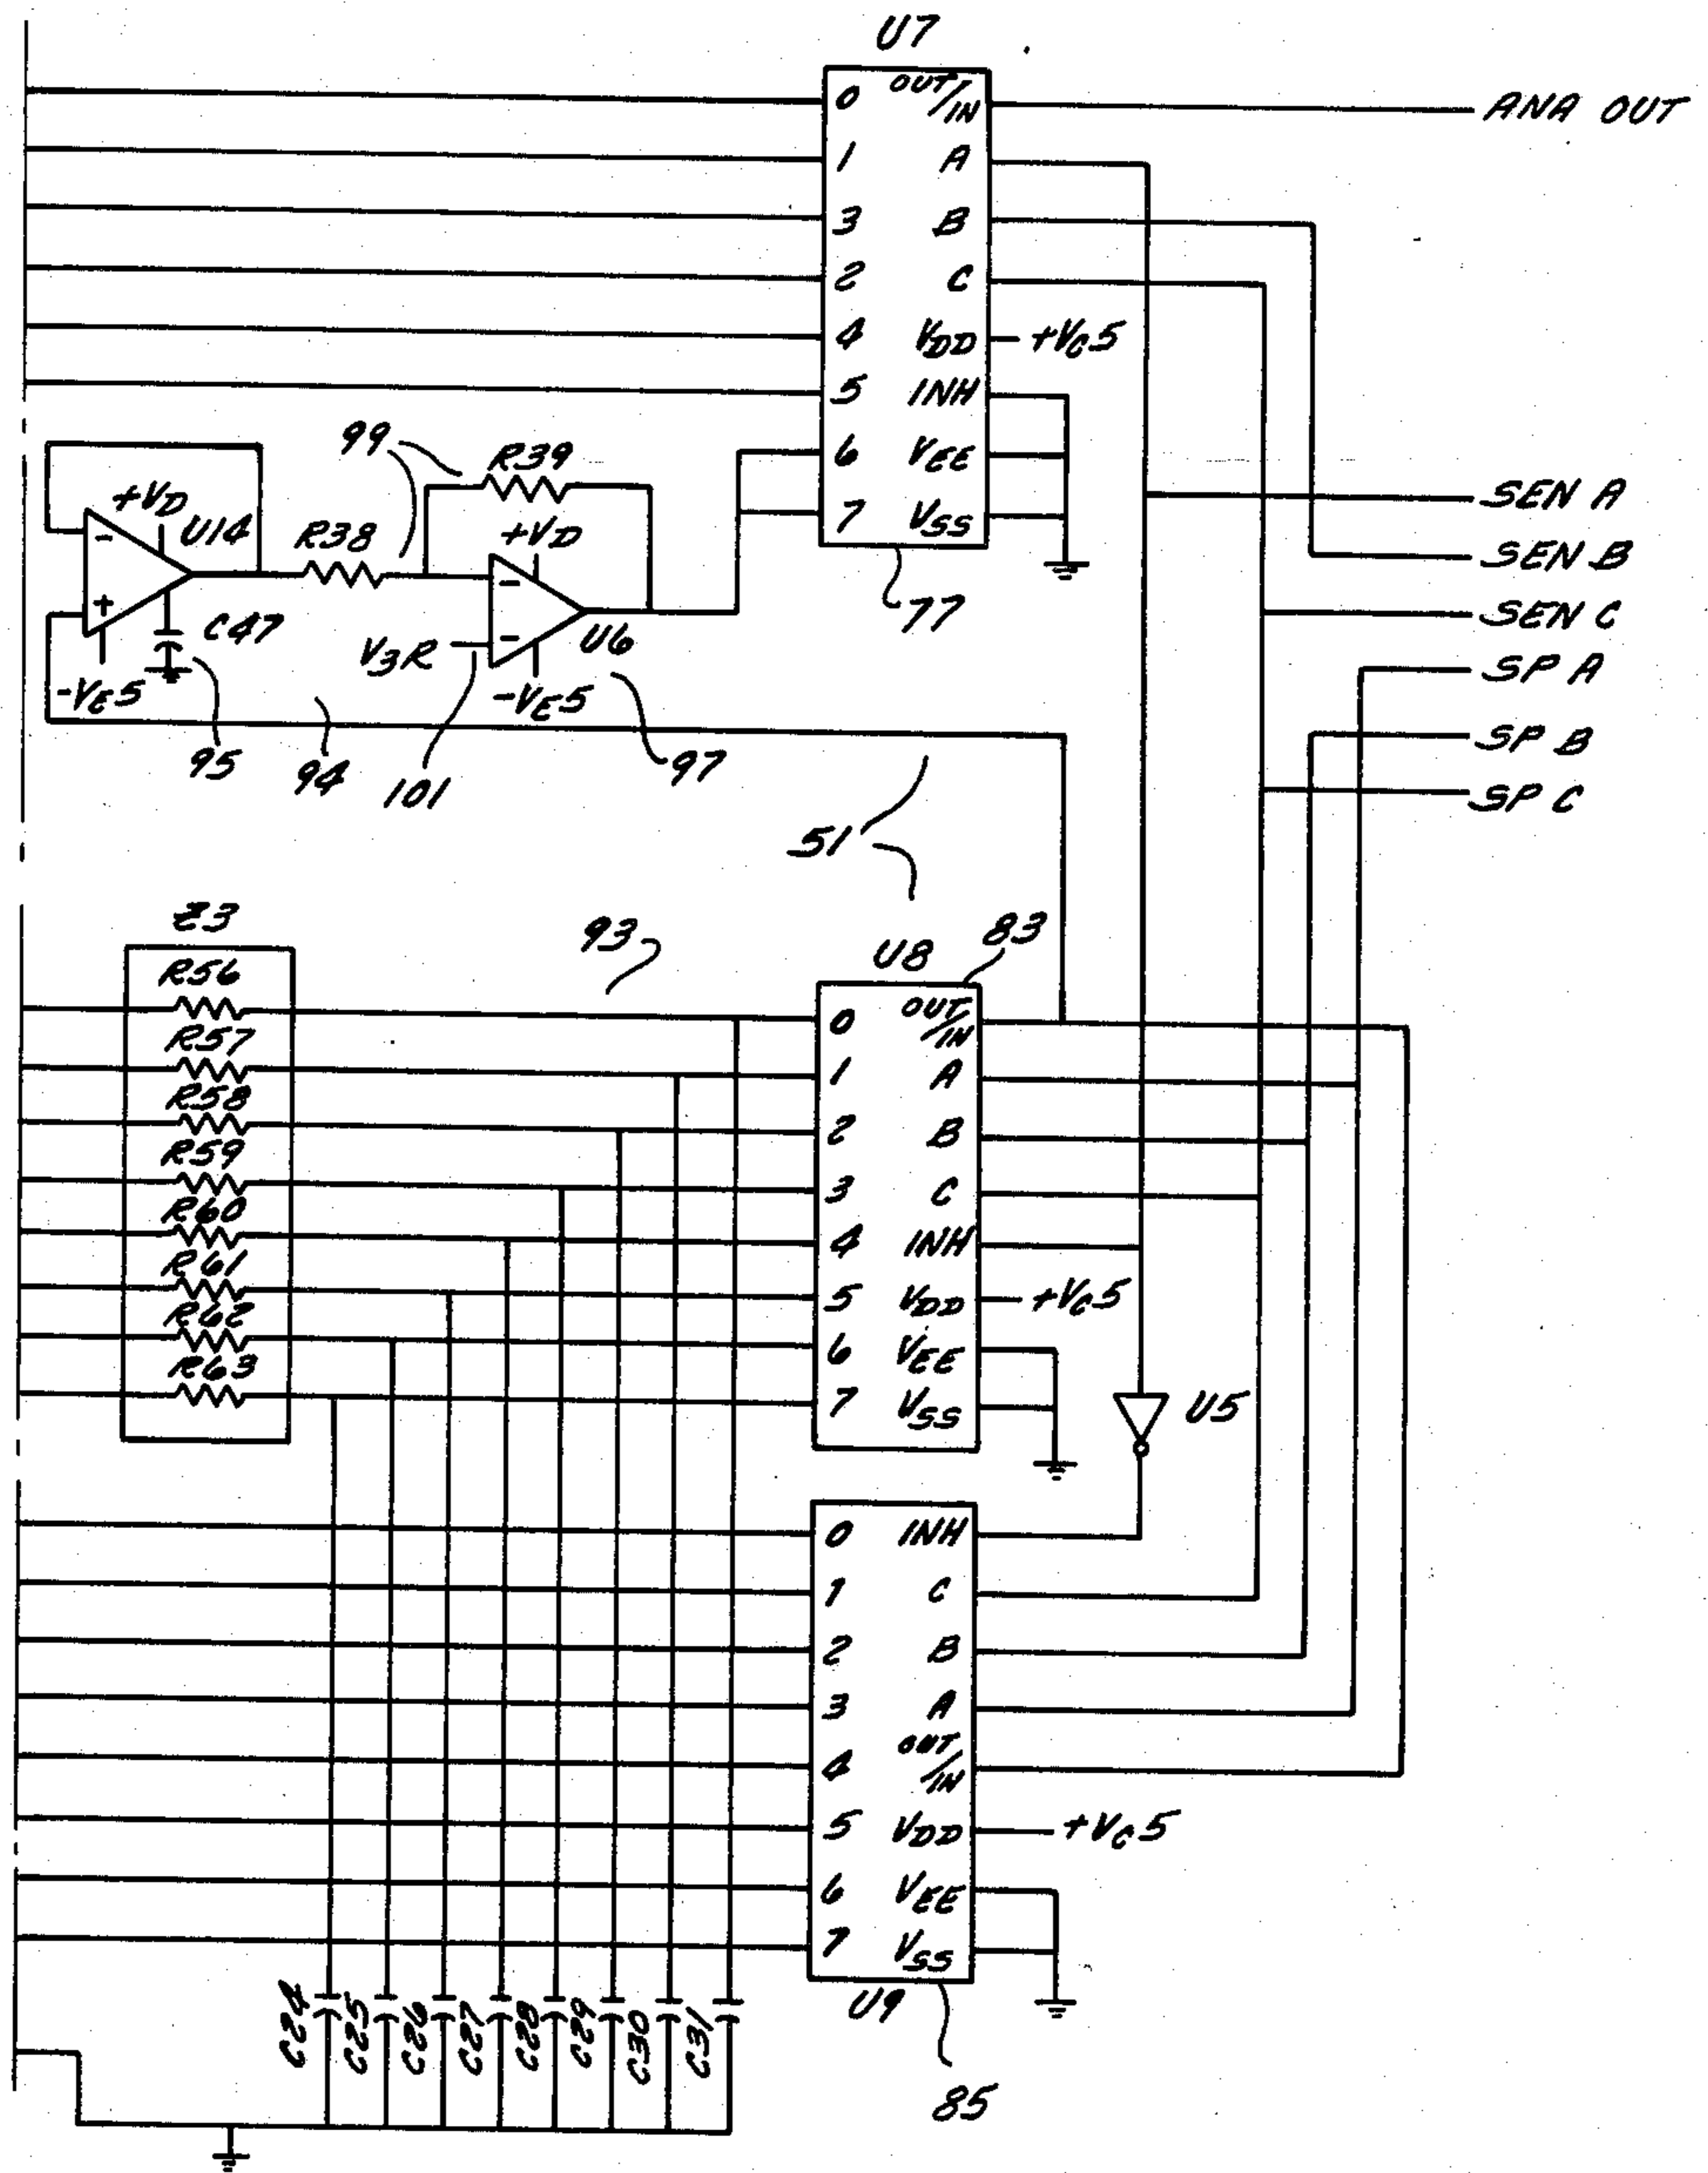 U7
0 OUT/IN ANA OUT
1 A
3 B
2 C
4 VDD +VC5
5 INH
6 VEE
7 VSS
77
99
R39
+VD
U14
R38
+VD
-
+
C47
-
-
V3R
U6
-VE5
-VE5
95
94
101
97
SEN A
SEN B
SEN C
SP A
SP B
SP C
51
Z3
93
U8
83
R56
0 OUT/IN
R57
1 A
R58
2 B
R59
3 C
R60
4 INH
R61
5 VDD +VC5
R62
6 VEE
R63
7 VSS
U5
0 INH
1 C
2 B
3 A
4 OUT/IN
5 VDD +VC5
6 VEE
7 VSS
U9
85
C24
C25
C26
C27
C28
C29
C30
C31